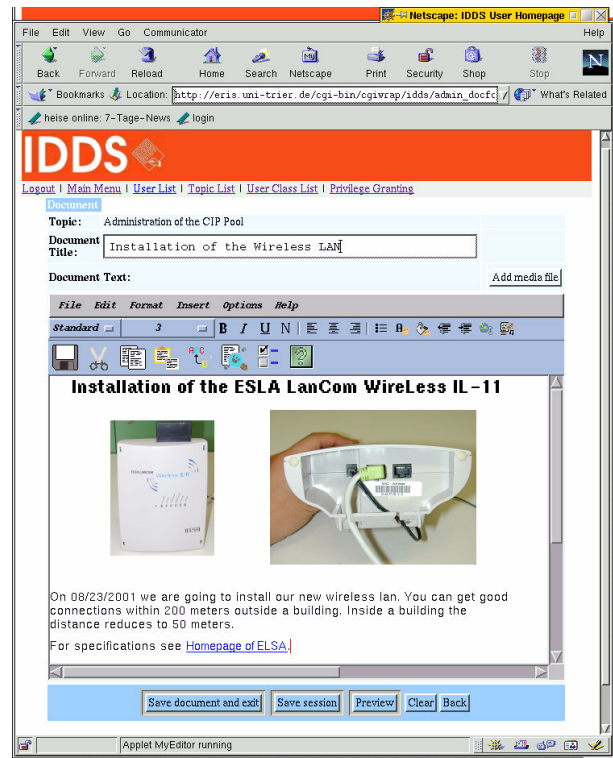 Netscape: IDDS User Homepage
File Edit View Go Communicator Help
Back Forward Reload Home Search Netscape Print Security Shop Stop
N
Bookmarks Location: http://eris.uni-trier.de/cgi-bin/cgiwrap/idds/admin_docfc What's Related
heise online: 7-Tage-News login
IDDS
Logout | Main Menu | User List | Topic List | User Class List | Privilege Granting
Document
Topic: Administration of the CIP Pool
Document Title: Installation of the Wireless LAN
Document Text: Add media file
File Edit Format Insert Options Help
Standard 3 B I U N
Installation of the ESLA LanCom WireLess IL-11
Wireless IL-11
ELSA
On 08/23/2001 we are going to install our new wireless lan. You can get good
connections within 200 meters outside a building. Inside a building the
distance reduces to 50 meters.
For specifications see Homepage of ELSA.
Save document and exit Save session Preview Clear Back
Applet MyEditor running